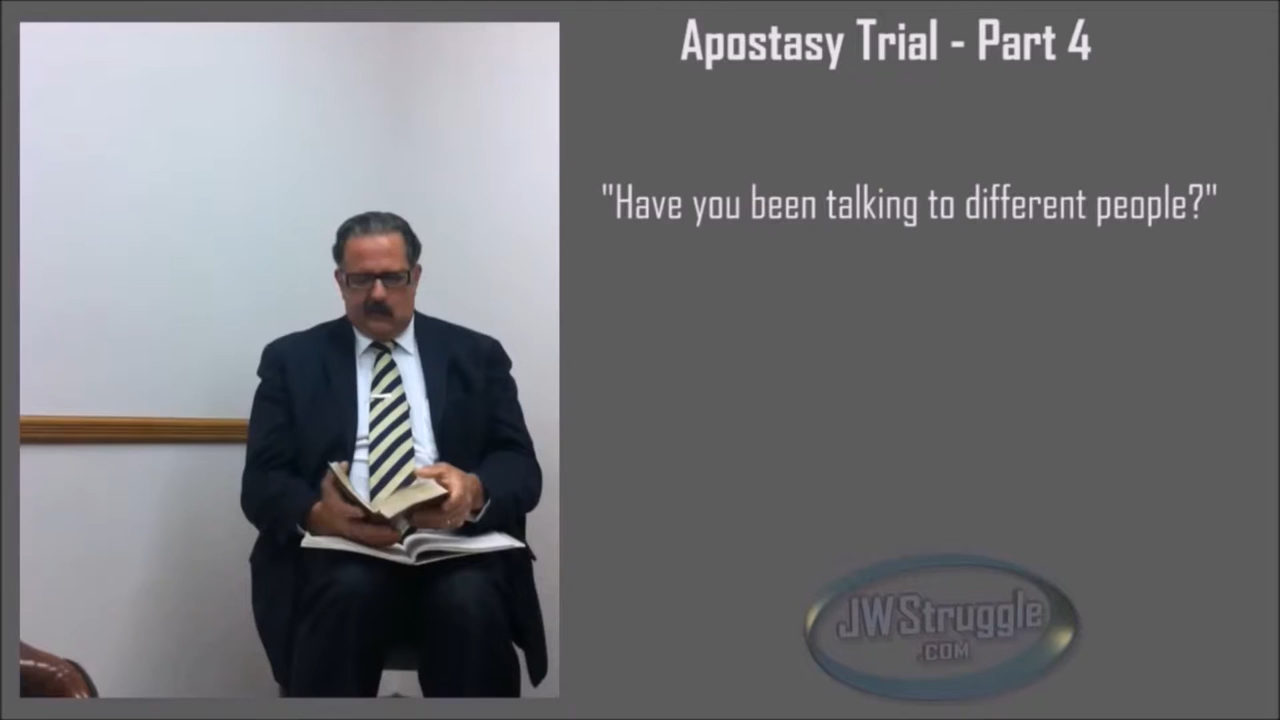 Apostasy Trial - Part 4
"Have you been talking to different people?"
JWStruggle
.COM